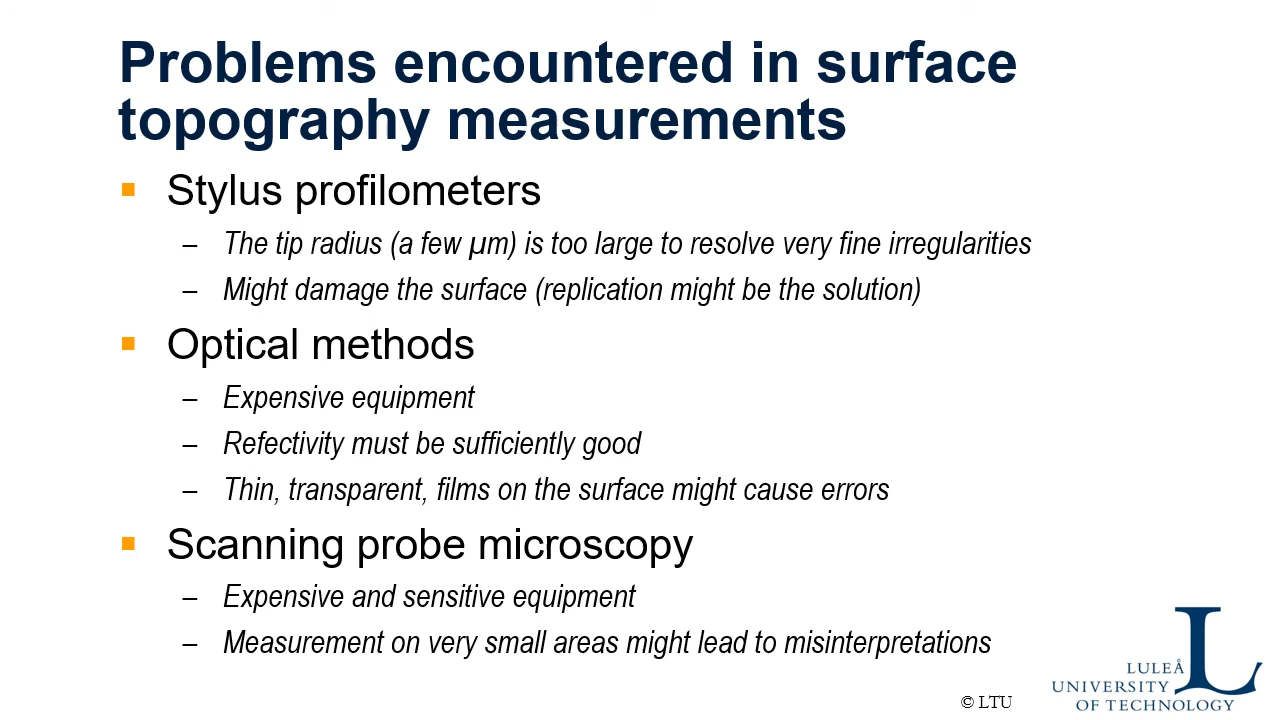 Problems encountered in surface
topography measurements
▪ Stylus profilometers
– The tip radius (a few µm) is too large to resolve very fine irregularities
– Might damage the surface (replication might be the solution)
▪ Optical methods
– Expensive equipment
– Refectivity must be sufficiently good
– Thin, transparent, films on the surface might cause errors
▪ Scanning probe microscopy
– Expensive and sensitive equipment
– Measurement on very small areas might lead to misinterpretations
© LTU
L
LULEÅ
UNIVERSITY
OF TECHNOLOGY